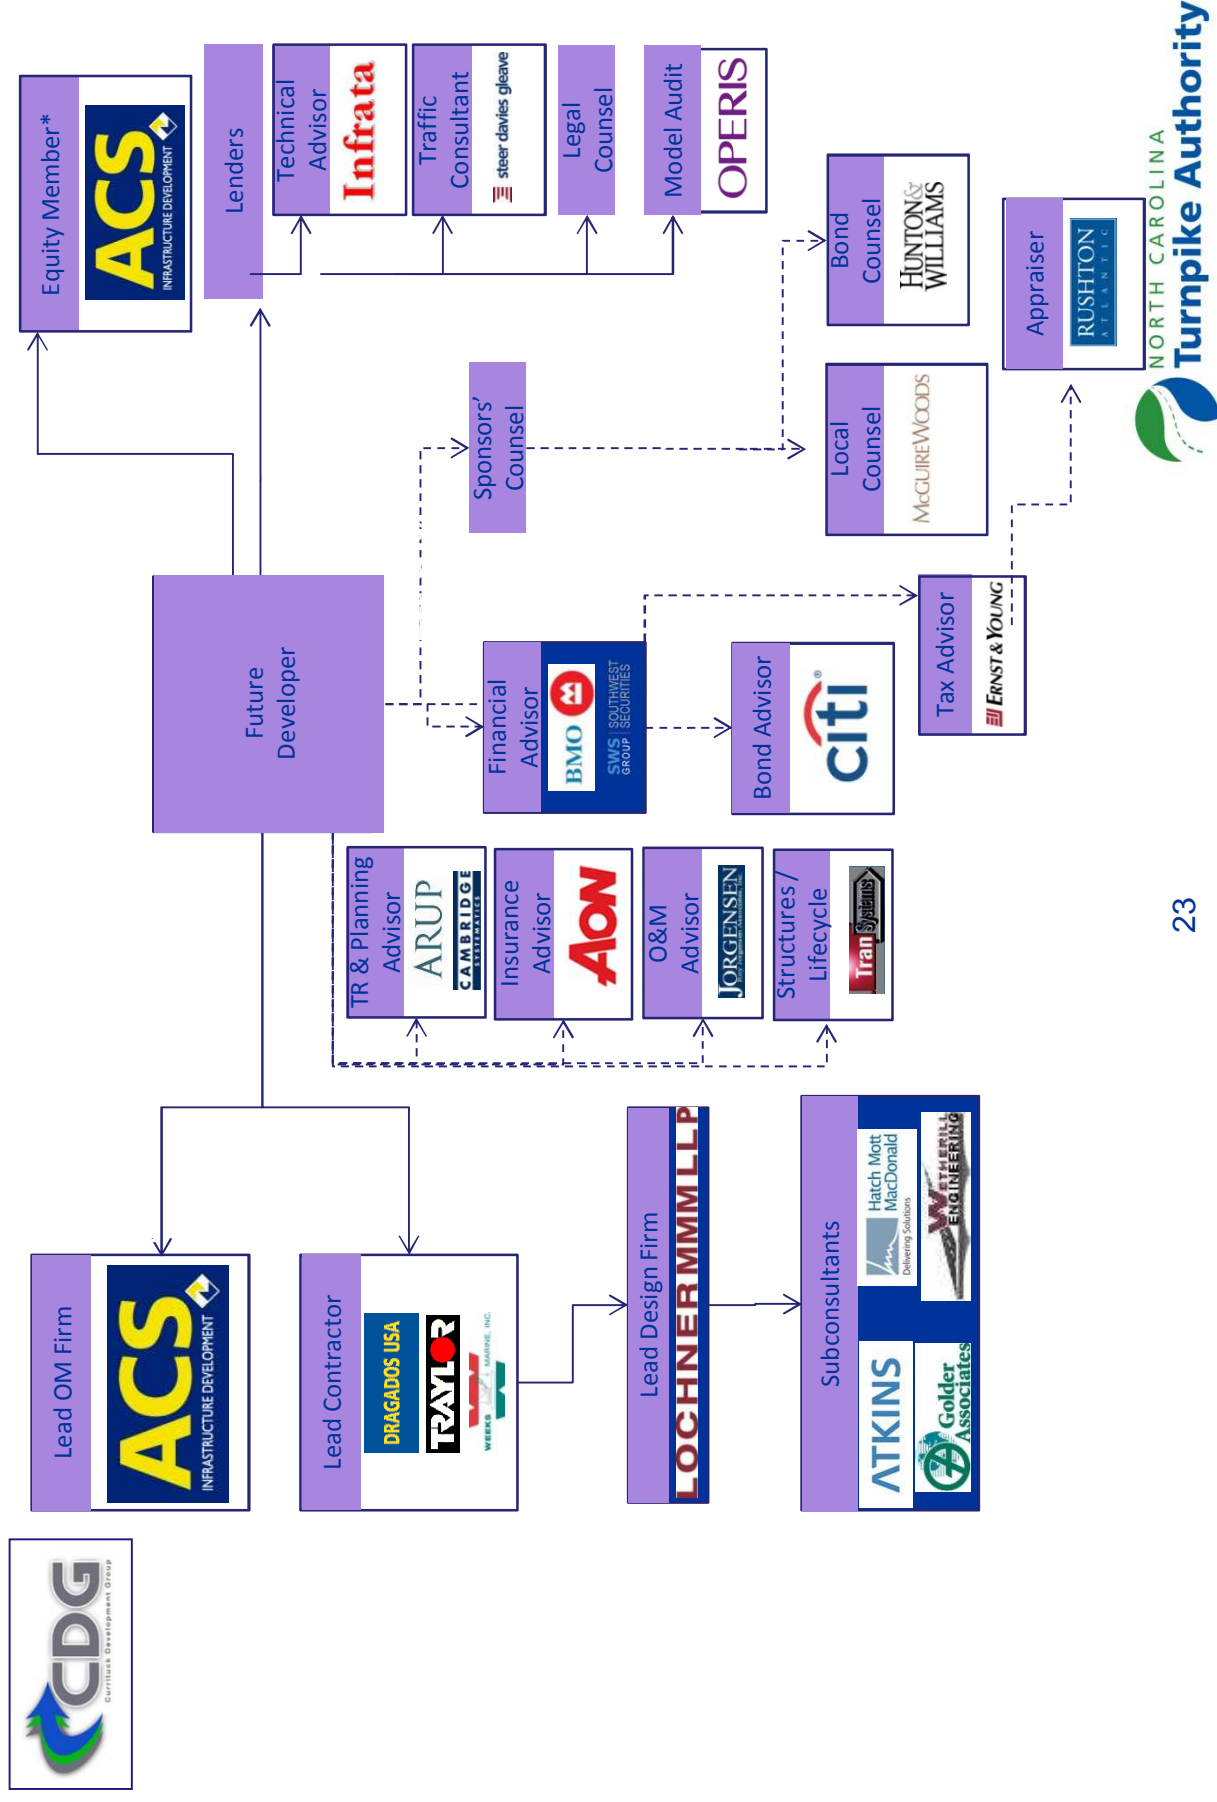 CDG
Currituck Development Group
Future
Developer
Equity Member*
ACS
INFRASTRUCTURE DEVELOPMENT
Lenders
Technical
Advisor
Infrata
Traffic
Consultant
steer davies gleave
Legal
Counsel
Model Audit
OPERIS
Lead OM Firm
ACS
INFRASTRUCTURE DEVELOPMENT
Lead Contractor
DRAGADOS USA
TRAYLOR
WEEKS MARINE, INC.
Lead Design Firm
LOCHNERMMMLLP
Subconsultants
ATKINS
Hatch Mott
MacDonald
Delivering Solutions
Golder
Associates
WETHERILL
ENGINEERING
TR & Planning
Advisor
ARUP
CAMBRIDGE
SYSTEMATICS
Insurance
Advisor
AON
O&M
Advisor
JORGENSEN
Structures /
Lifecycle
TranSystems
Financial
Advisor
BMO
SWS GROUP
SOUTHWEST
SECURITIES
Bond Advisor
citi®
Tax Advisor
ERNST & YOUNG
Sponsors’
Counsel
Local
Counsel
MCGUIREWOODS
Bond
Counsel
HUNTON&
WILLIAMS
Appraiser
RUSHTON
ATLANTIC
23
NORTH CAROLINA
Turnpike Authority